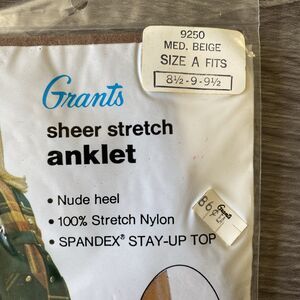 9250
MED. BEIGE
SIZE A FITS
8½-9-9½
Grants
sheer stretch
anklet
• Nude heel
• 100% Stretch Nylon
• SPANDEX® STAY-UP TOP
Grants